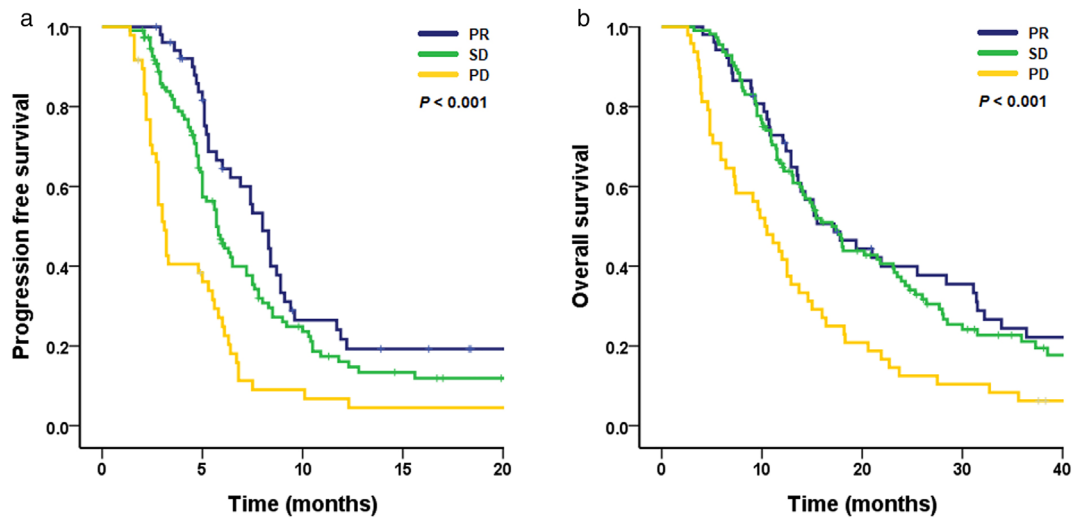 a
1.0
0.8
0.6
0.4
0.2
0.0
Progression free survival
PR
SD
PD
P < 0.001
0 5 10 15 20
Time (months)
b
1.0
0.8
0.6
0.4
0.2
0.0
Overall survival
PR
SD
PD
P < 0.001
0 10 20 30 40
Time (months)